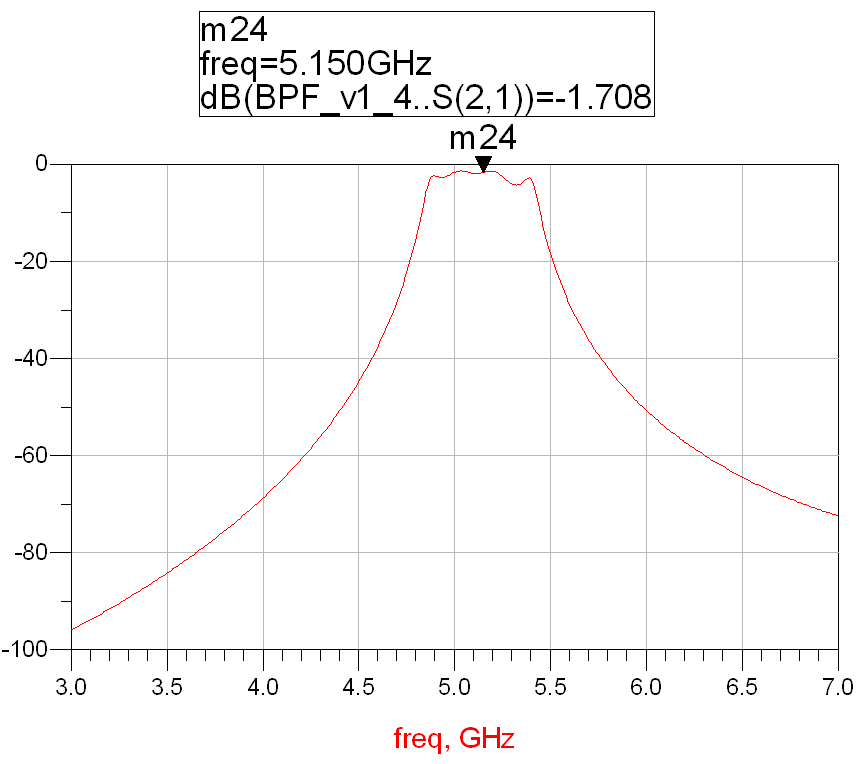 m24
freq=5.150GHz
dB(BPF_v1_4..S(2,1))=-1.708
m24
0
-20
-40
-60
-80
-100
3.0 3.5 4.0 4.5 5.0 5.5 6.0 6.5 7.0
freq, GHz